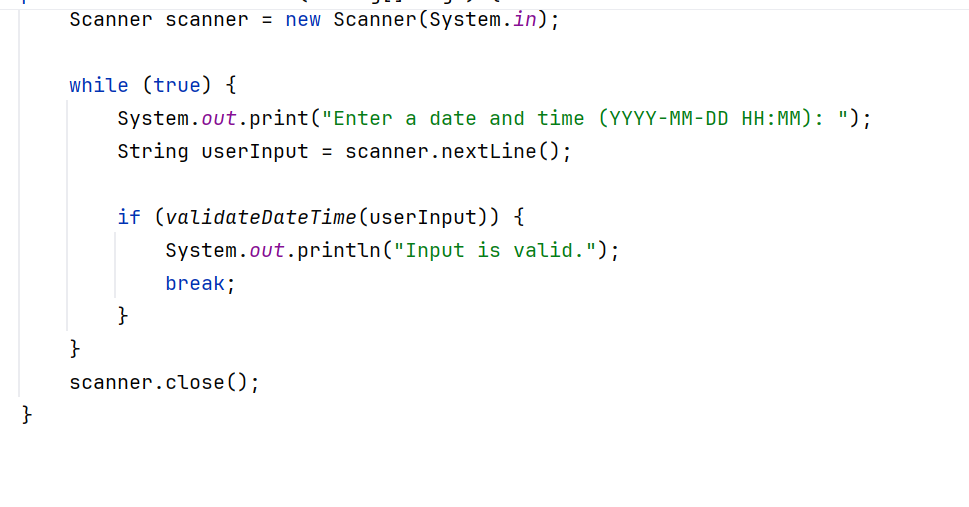 Scanner scanner = new Scanner(System.in);
while (true) {
System.out.print("Enter a date and time (YYYY-MM-DD HH:MM): ");
String userInput = scanner.nextLine();
if (validateDateTime(userInput)) {
System.out.println("Input is valid.");
break;
}
}
scanner.close();
}